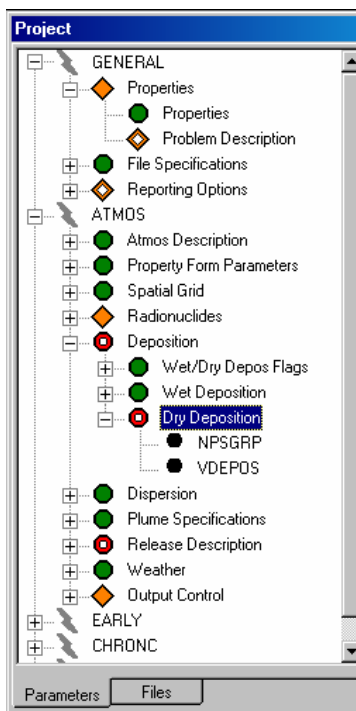 Project
GENERAL
Properties
Properties
Problem Description
File Specifications
Reporting Options
ATMOS
Atmos Description
Property Form Parameters
Spatial Grid
Radionuclides
Deposition
Wet/Dry Depos Flags
Wet Deposition
Dry Deposition
NPSGRP
VDEPOS
Dispersion
Plume Specifications
Release Description
Weather
Output Control
EARLY
CHRONC
Parameters Files